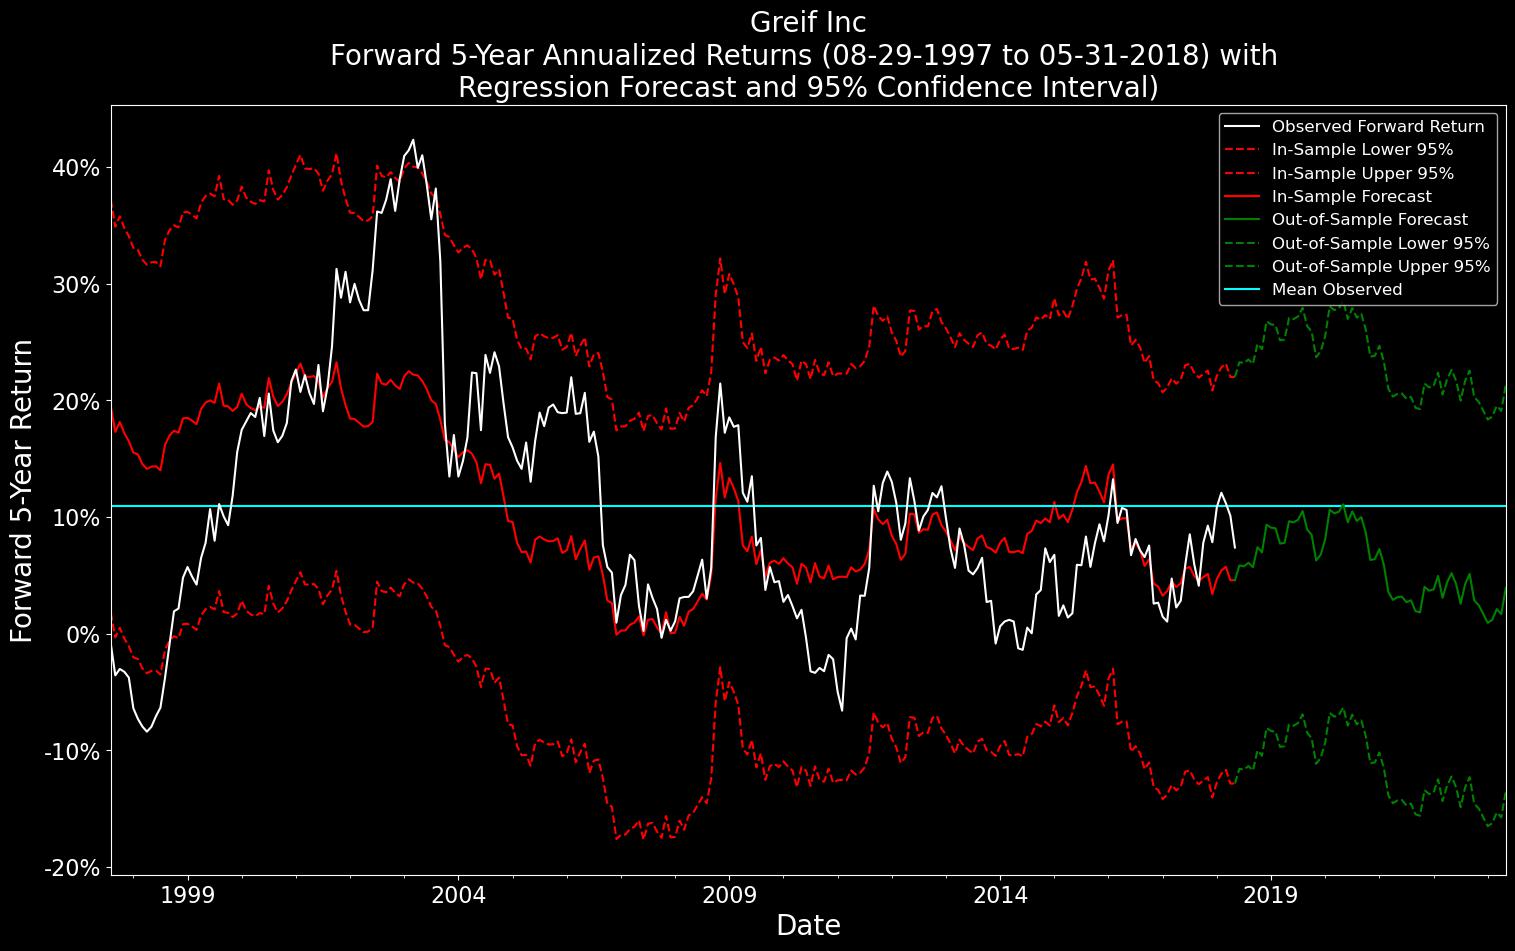 Greif Inc
Forward 5-Year Annualized Returns (08-29-1997 to 05-31-2018) with
Regression Forecast and 95% Confidence Interval)
Observed Forward Return
In-Sample Lower 95%
In-Sample Upper 95%
In-Sample Forecast
Out-of-Sample Forecast
Out-of-Sample Lower 95%
Out-of-Sample Upper 95%
Mean Observed
Forward 5-Year Return
40%
30%
20%
10%
0%
-10%
-20%
1999
2004
2009
2014
2019
Date